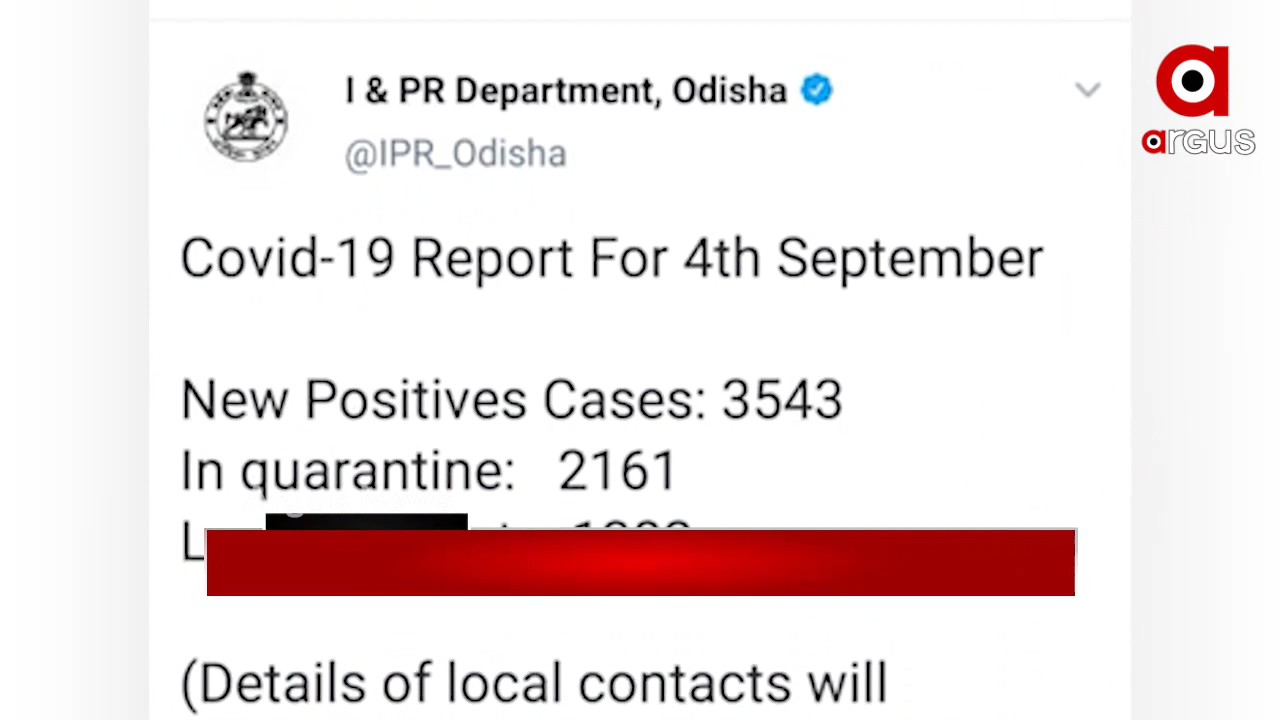 I & PR Department, Odisha
@IPR_Odisha
argus
Covid-19 Report For 4th September
New Positives Cases: 3543
In quarantine: 2161
(Details of local contacts will